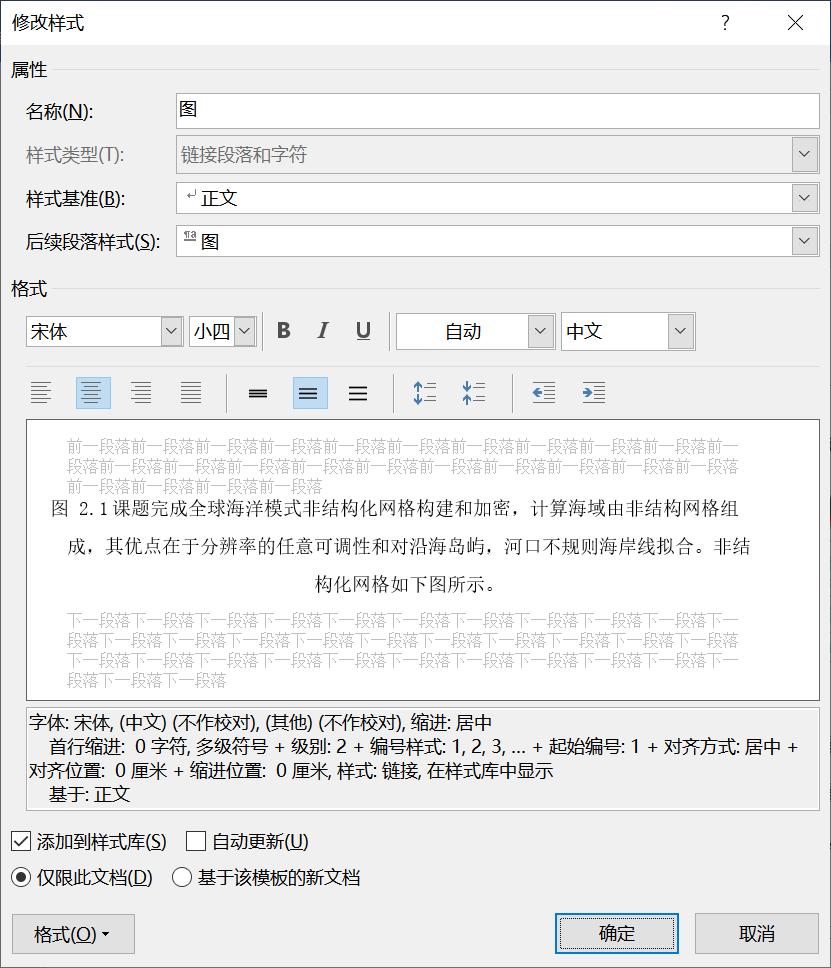 修改样式 ?
属性
名称(N): 图
样式类型(T): 链接段落和字符
样式基准(B): 正文
后续段落样式(S): 图
格式
宋体 小四 B I U 自动 中文
前一段落前一段落前一段落前一段落前一段落前一段落前一段落前一段落前一段落前一段落前一
段落前一段落前一段落前一段落前一段落前一段落前一段落前一段落前一段落前一段落前一段落
前一段落前一段落前一段落前一段落
图 2.1课题完成全球海洋模式非结构化网格构建和加密，计算海域由非结构网格组
成，其优点在于分辨率的任意可调性和对沿海岛屿，河口不规则海岸线拟合。非结
构化网格如下图所示。
下一段落下一段落下一段落下一段落下一段落下一段落下一段落下一段落下一段落下一段落下一
段落下一段落下一段落下一段落下一段落下一段落下一段落下一段落下一段落下一段落下一段落
下一段落下一段落下一段落下一段落下一段落下一段落下一段落下一段落下一段落下一段落下一
段落下一段落下一段落
字体: 宋体, (中文) (不作校对), (其他) (不作校对), 缩进: 居中
首行缩进: 0 字符, 多级符号 + 级别: 2 + 编号样式: 1, 2, 3, ... + 起始编号: 1 + 对齐方式: 居中 +
对齐位置: 0 厘米 + 缩进位置: 0 厘米, 样式: 链接, 在样式库中显示
基于: 正文
添加到样式库(S) 自动更新(U)
仅限此文档(D) 基于该模板的新文档
格式(O) 确定 取消